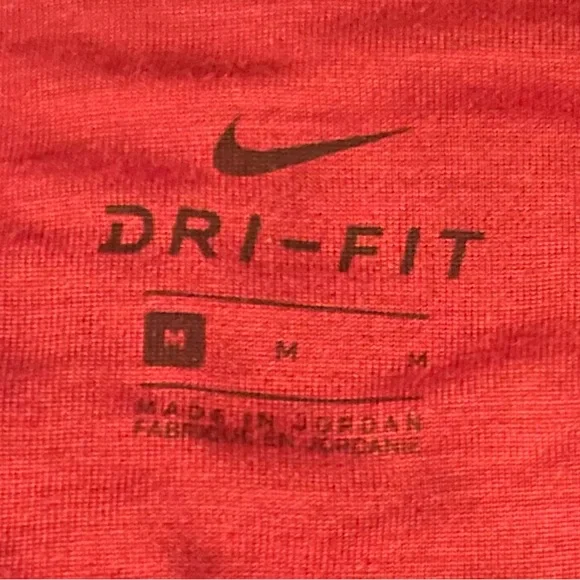 DRI-FIT
M M M
MADE IN JORDAN
FABRIQUÉ EN JORDANIE